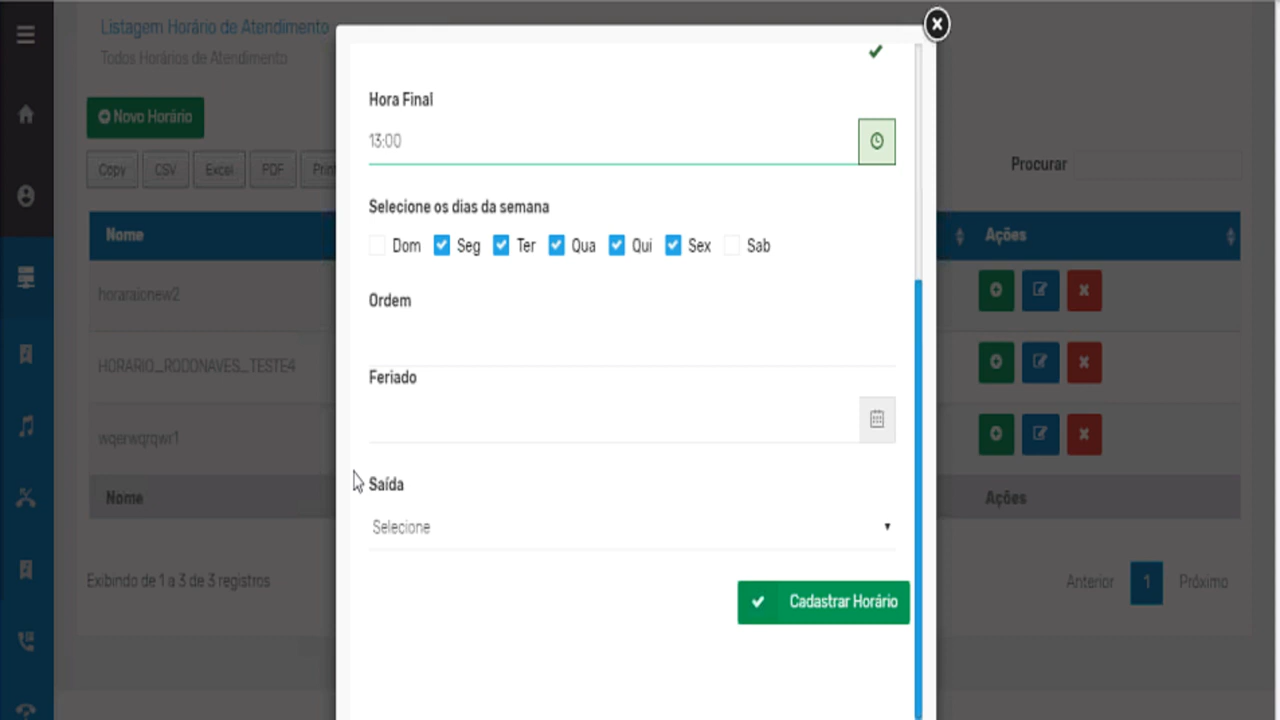 Listagem Horário de Atendimento
Todos Horários de Atendimento
Novo Horário
Copy CSV Excel PDF Print
Procurar
Nome Ações
horaraicnew2
HORARIO_RODONAVES_TESTE4
wqerwqrqwr1
Nome Ações
Exibindo de 1 a 3 de 3 registros
Anterior 1 Próximo
Hora Final
13:00
Selecione os dias da semana
Dom Seg Ter Qua Qui Sex Sab
Ordem
Feriado
Saída
Selecione
Cadastrar Horário